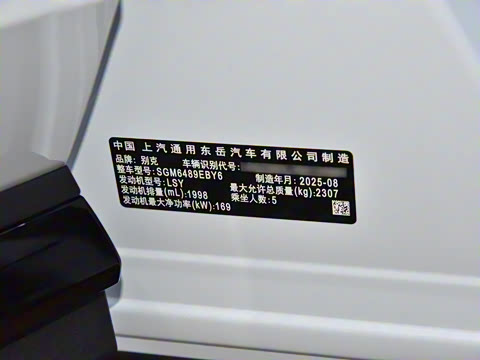 中国 上汽通用东岳汽车有限公司制造
品牌: 别克 车辆识别代号:
整车型号:SGM6489EBY6 制造年月: 2025-08
发动机型号: LSY 最大允许总质量(kg):2307
发动机排量(mL):1998 乘坐人数:5
发动机最大净功率(kW):169